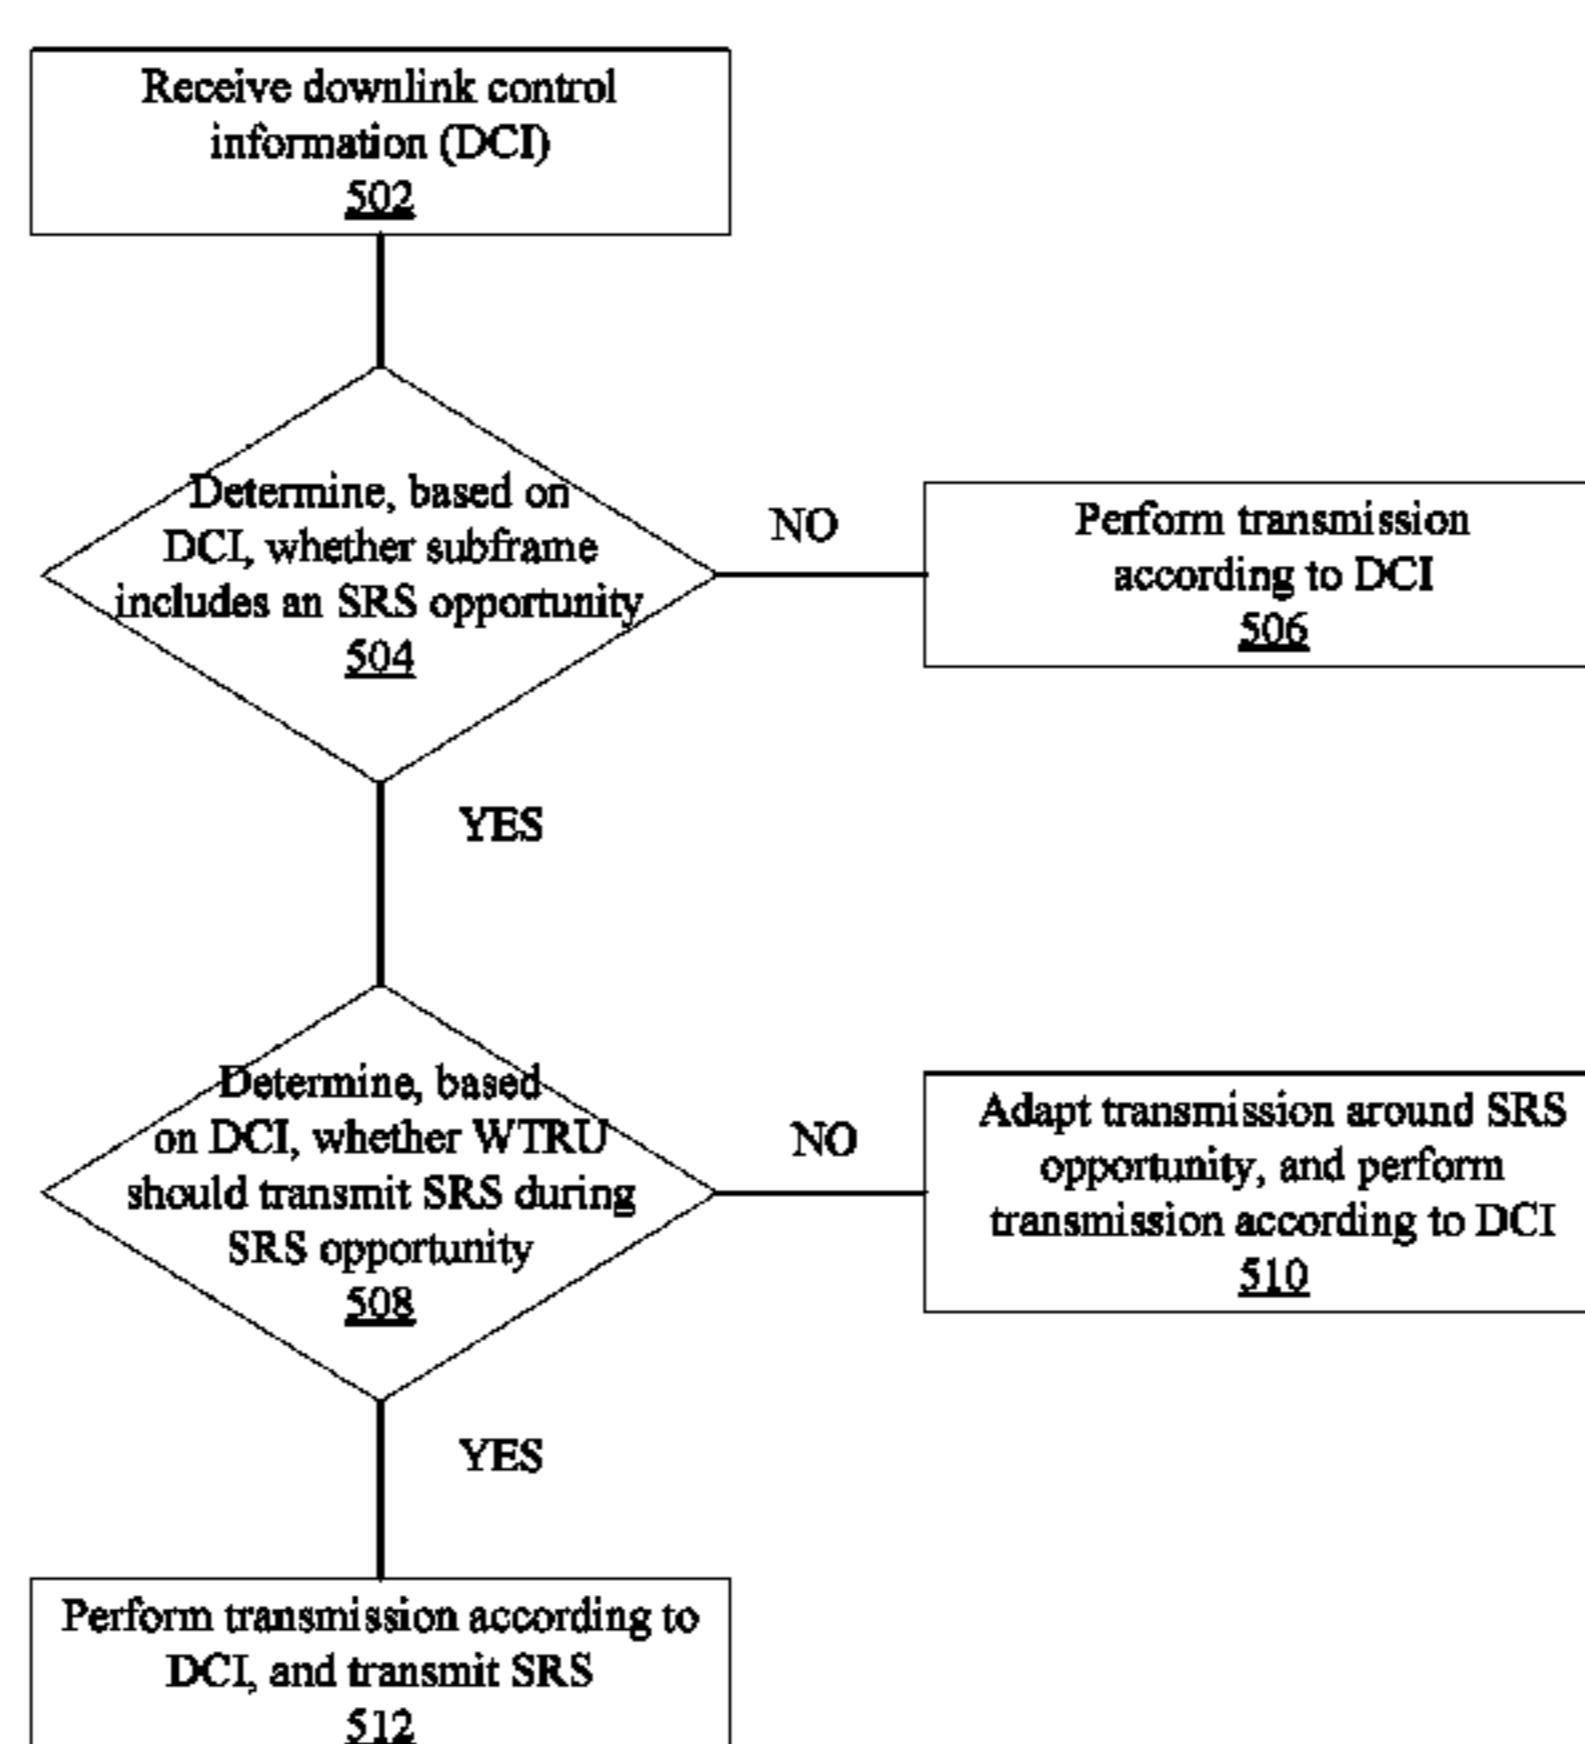 Receive downlink control
information (DCI)
502
Determine, based on
DCI, whether subframe
includes an SRS opportunity
504
NO
Perform transmission
according to DCI
506
YES
Determine, based
on DCI, whether WTRU
should transmit SRS during
SRS opportunity
508
NO
Adapt transmission around SRS
opportunity, and perform
transmission according to DCI
510
YES
Perform transmission according to
DCI, and transmit SRS
512